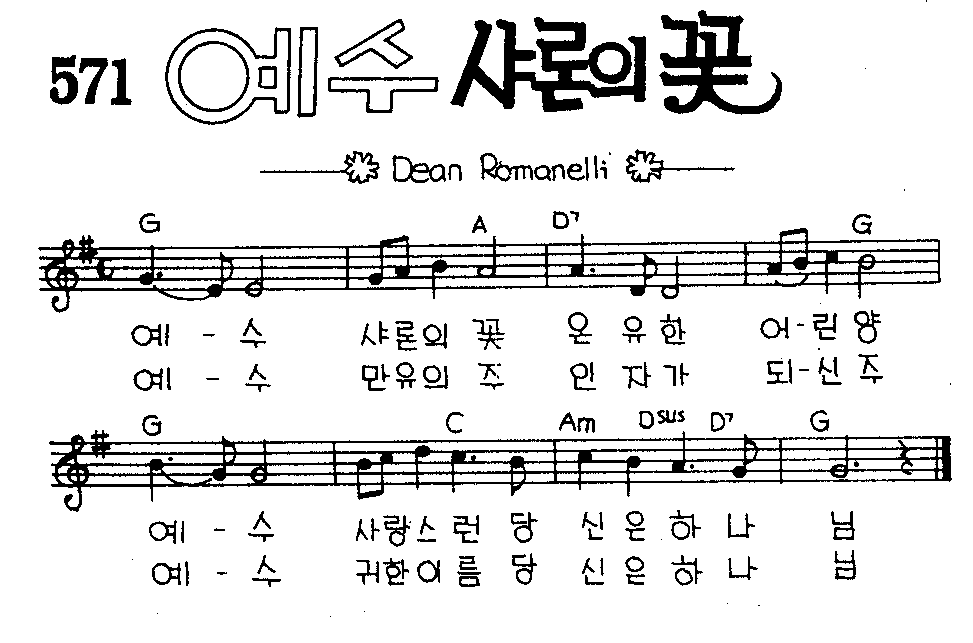 571 예수 샤론의 꽃
Dean Romanelli
G A D7 G
예 - 수 샤론의 꽃 온 유한 어-린 양
예 - 수 만유의 주 인 자가 되-신 주
G C Am Dsus D7 G
예 - 수 사랑스 런 당 신 은 하 나 님
예 - 수 귀한이 름 당 신 은 하 나 님